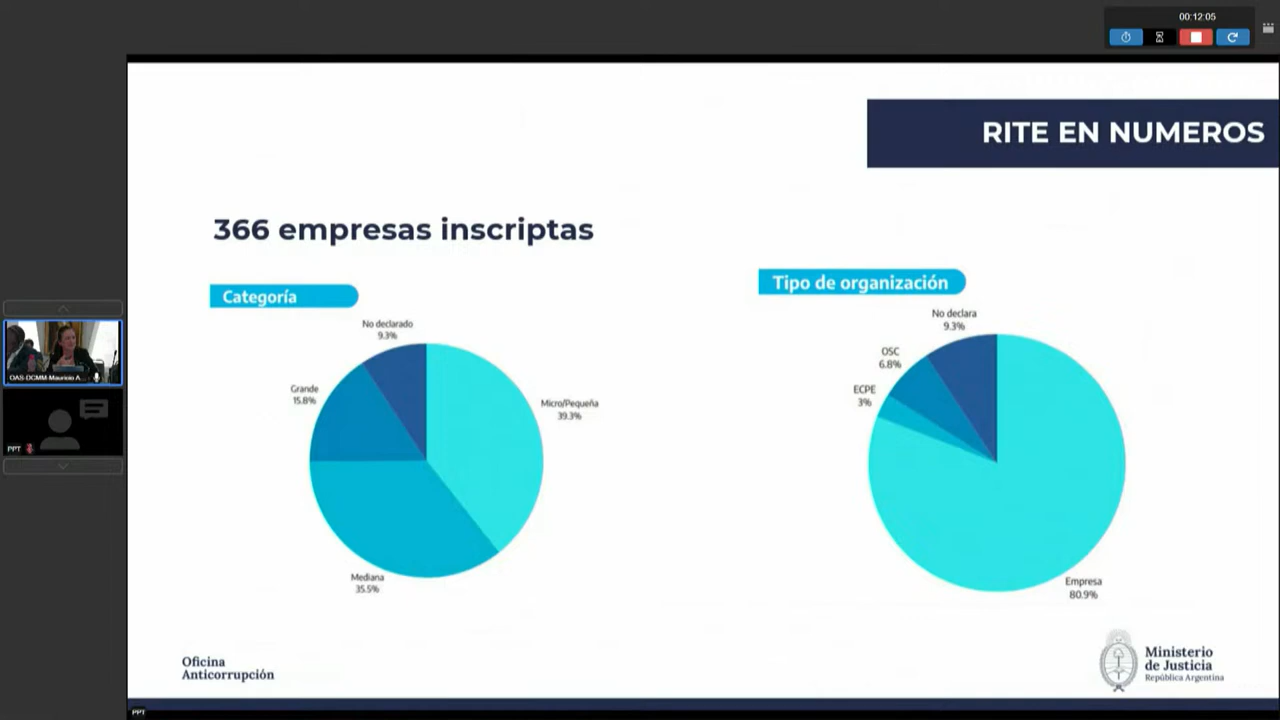 00:12:05
RITE EN NUMEROS
366 empresas inscriptas
Categoría
Tipo de organización
No declarado
9.3%
Grande
15.8%
Micro/Pequeña
39.3%
Mediana
35.5%
No declara
9.3%
OSC
6.8%
ECPE
3%
Empresa
80.9%
OAS-DCMM-Mauricio A...
PPT
Oficina
Anticorrupción
Ministerio
de Justicia
República Argentina
PPT